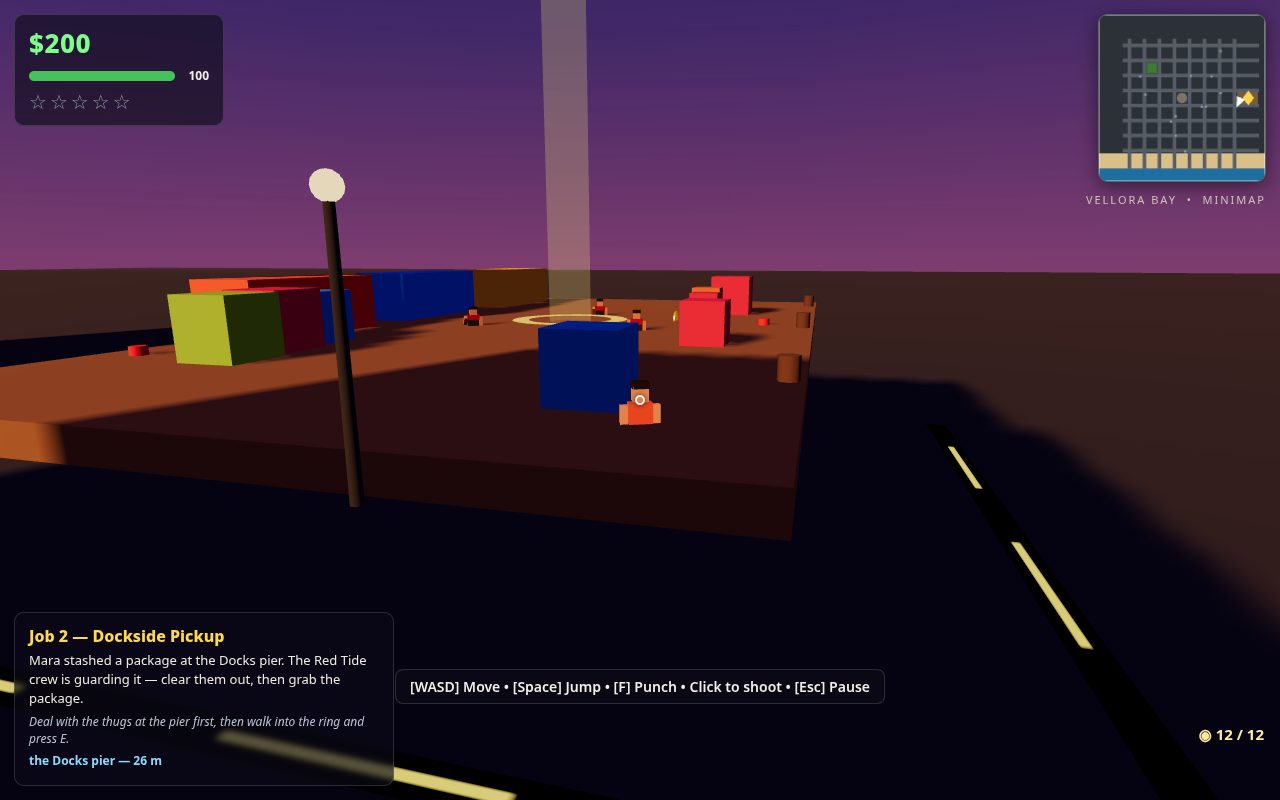 $200
100
☆☆☆☆☆
VELLORA BAY • MINIMAP
Job 2 — Dockside Pickup
Mara stashed a package at the Docks pier. The Red Tide
crew is guarding it — clear them out, then grab the
package.
Deal with the thugs at the pier first, then walk into the ring and
press E.
the Docks pier — 26 m
[WASD] Move • [Space] Jump • [F] Punch • Click to shoot • [Esc] Pause
◉ 12 / 12